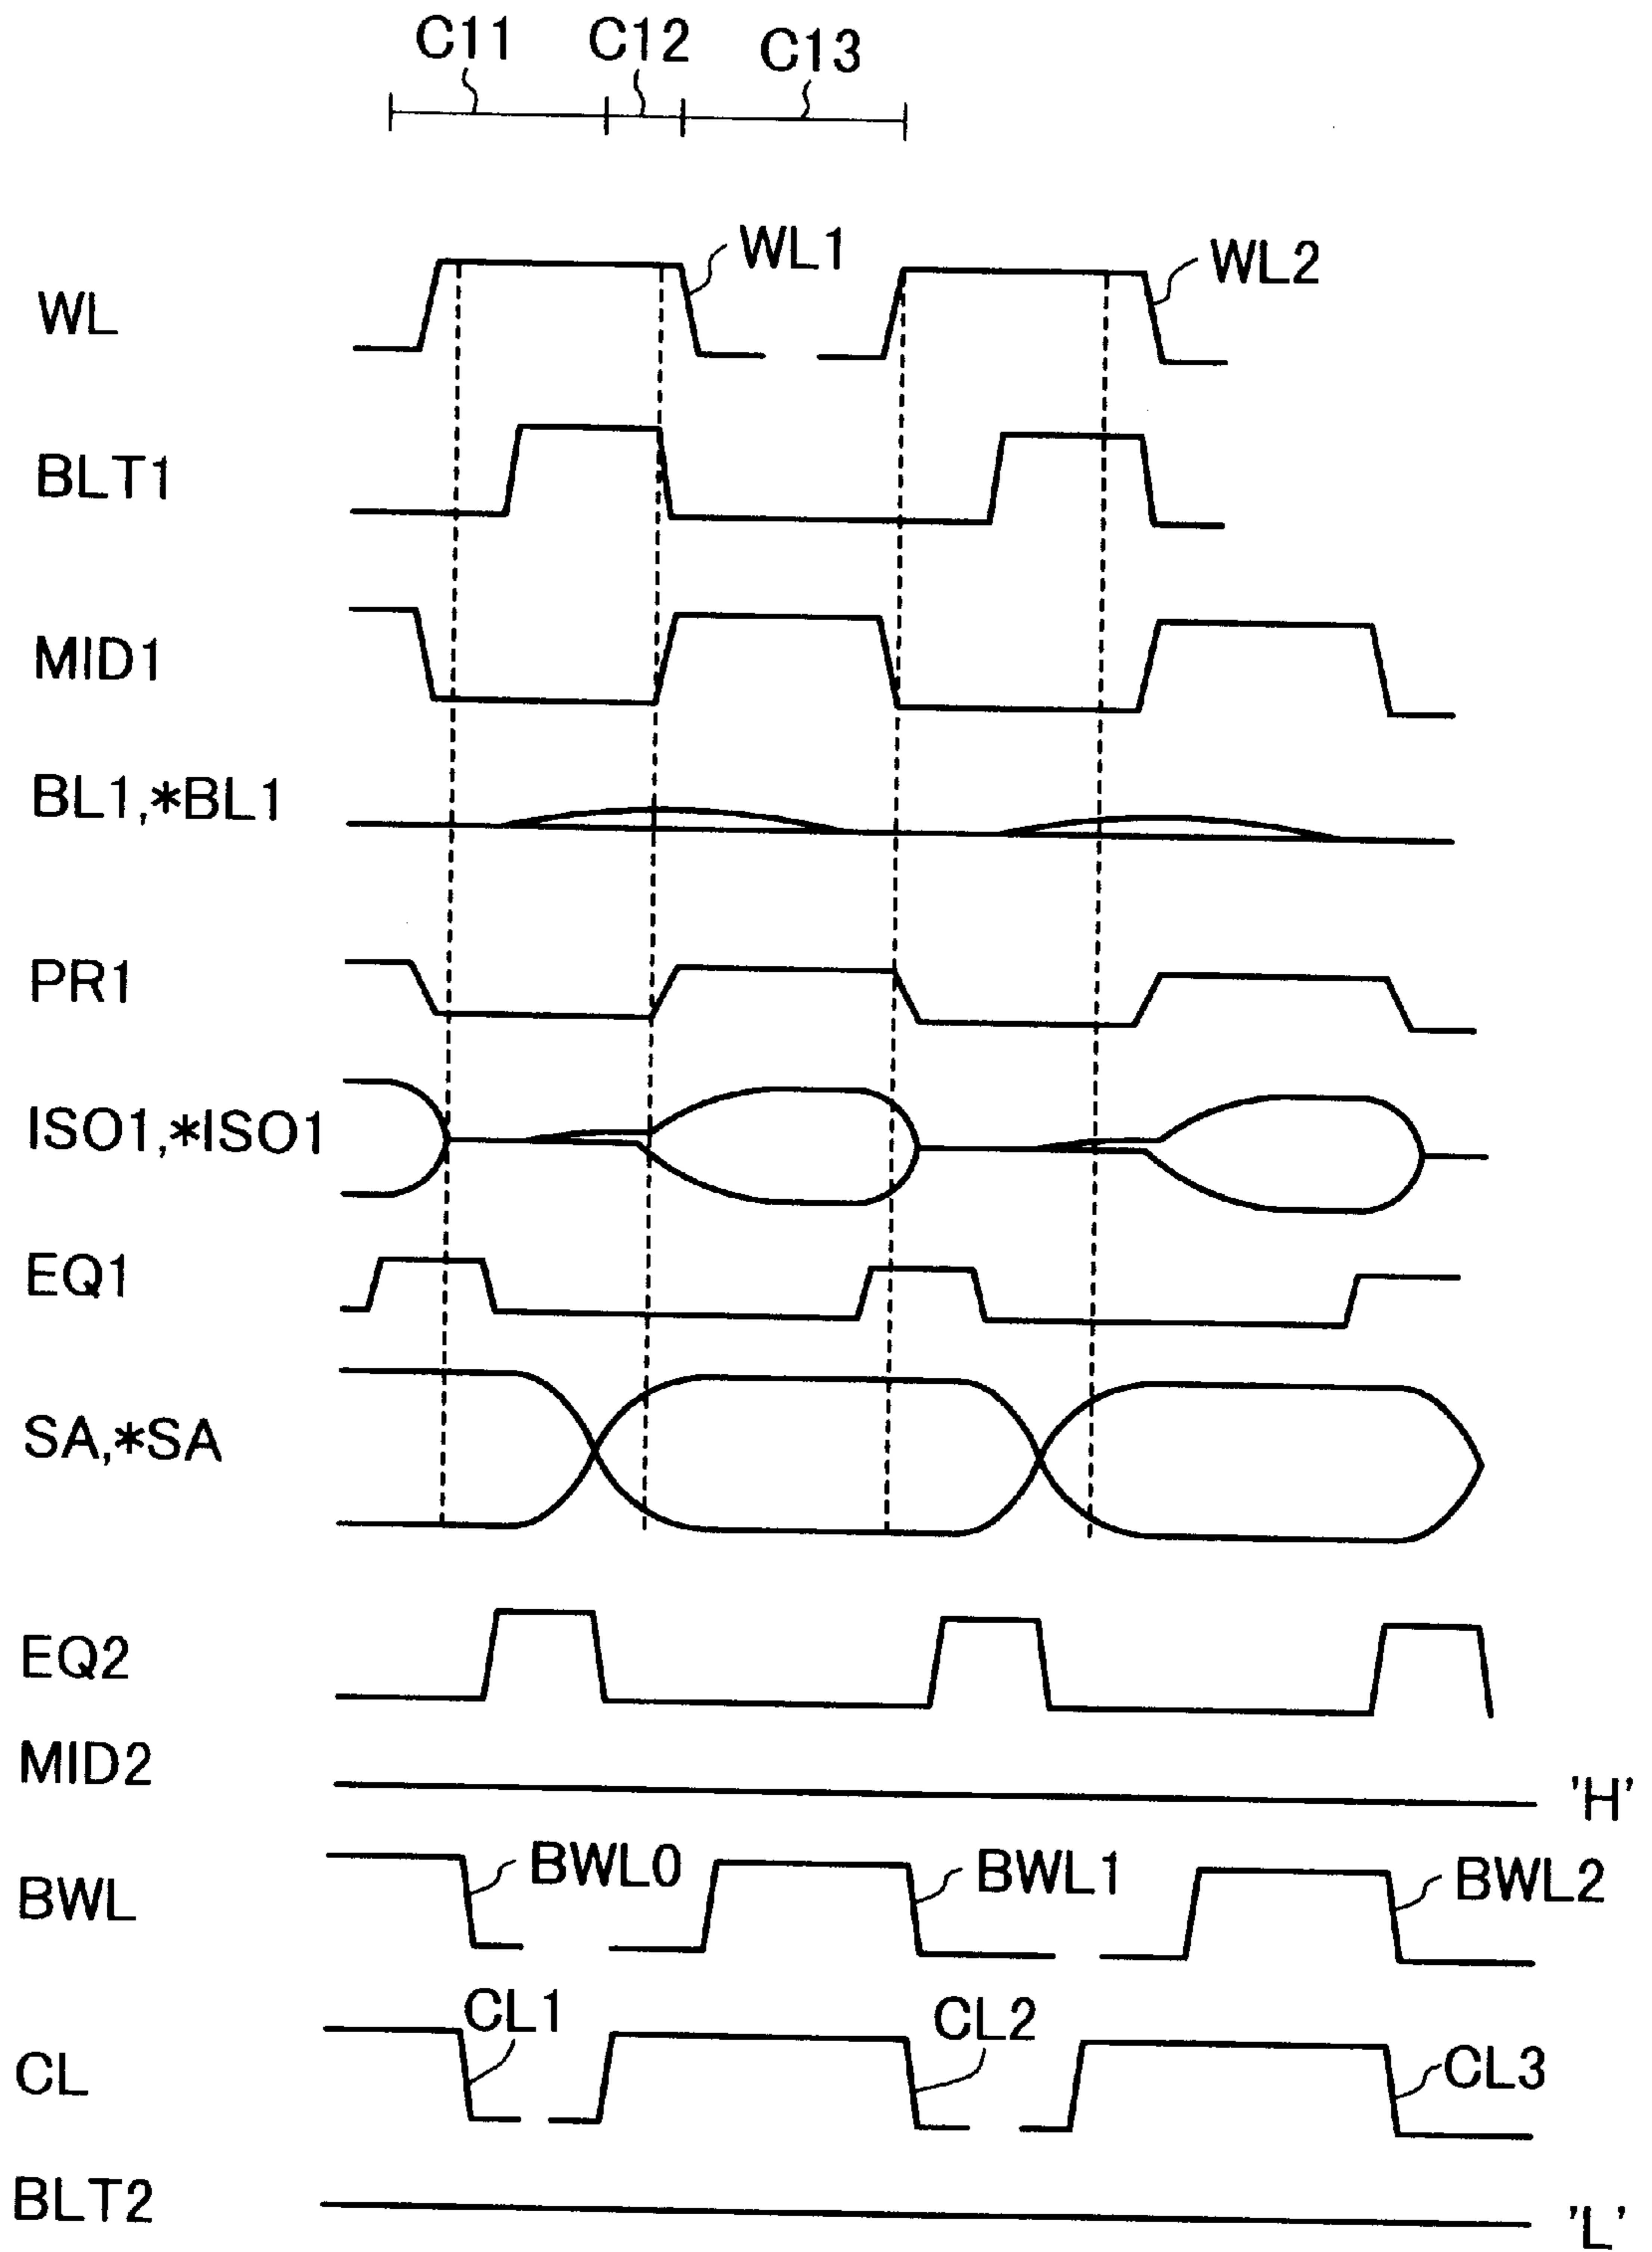 C11 C12 C13
WL WL1 WL2
BLT1
MID1
BL1,*BL1
PR1
ISO1,*ISO1
EQ1
SA,*SA
EQ2
MID2 'H'
BWL BWL0 BWL1 BWL2
CL CL1 CL2 CL3
BLT2 'L'